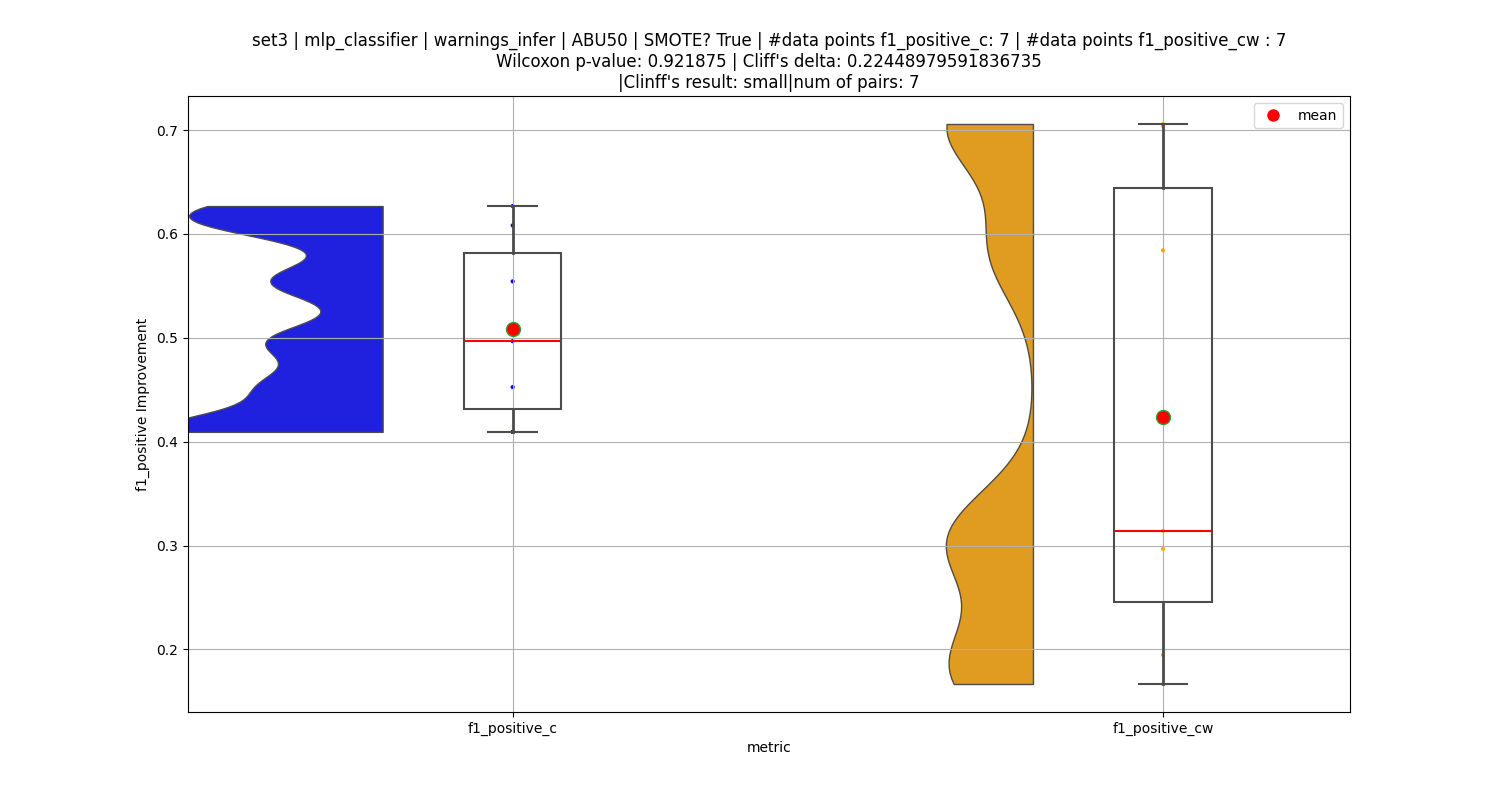 set3 | mlp_classifier | warnings_infer | ABU50 | SMOTE? True | #data points f1_positive_c: 7 | #data points f1_positive_cw : 7
Wilcoxon p-value: 0.921875 | Cliff's delta: 0.22448979591836735
|Clinff's result: small|num of pairs: 7
mean
0.7
0.6
0.5
0.4
0.3
0.2
f1_positive Improvement
f1_positive_c
f1_positive_cw
metric